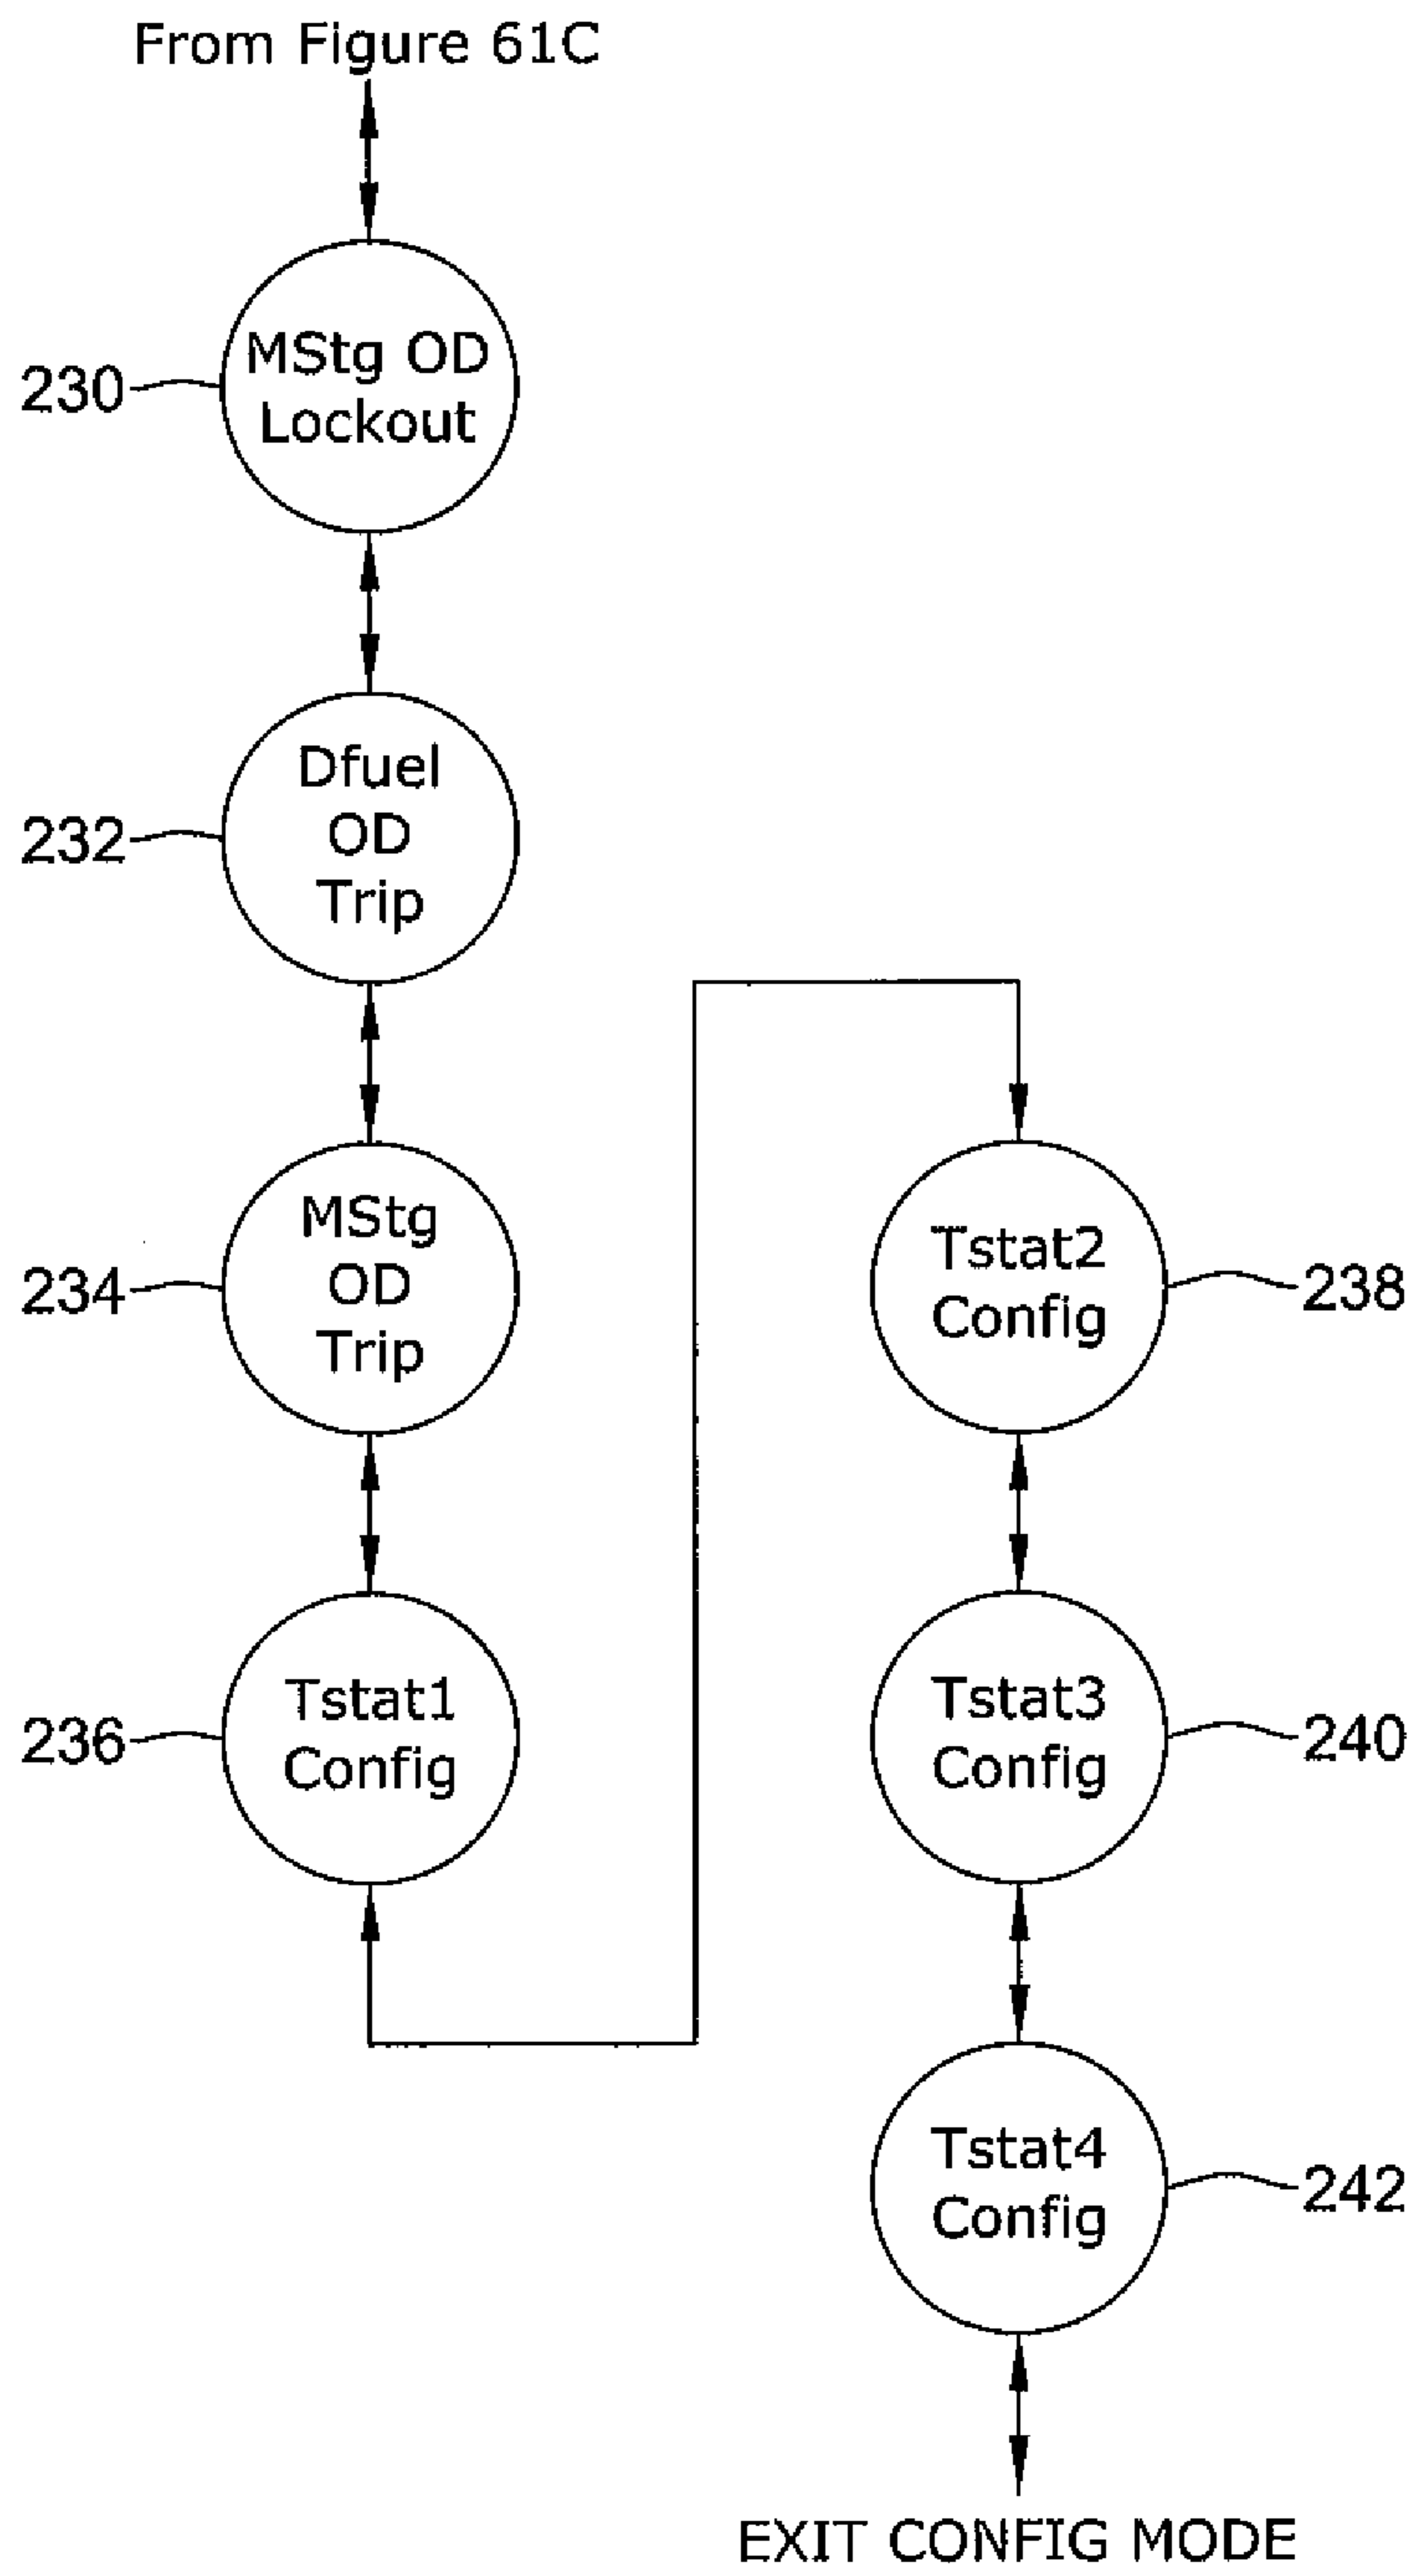 From Figure 61C
MStg OD
Lockout
230
Dfuel
OD
Trip
232
MStg
OD
Trip
234
Tstat1
Config
236
Tstat2
Config
238
Tstat3
Config
240
Tstat4
Config
242
EXIT CONFIG MODE